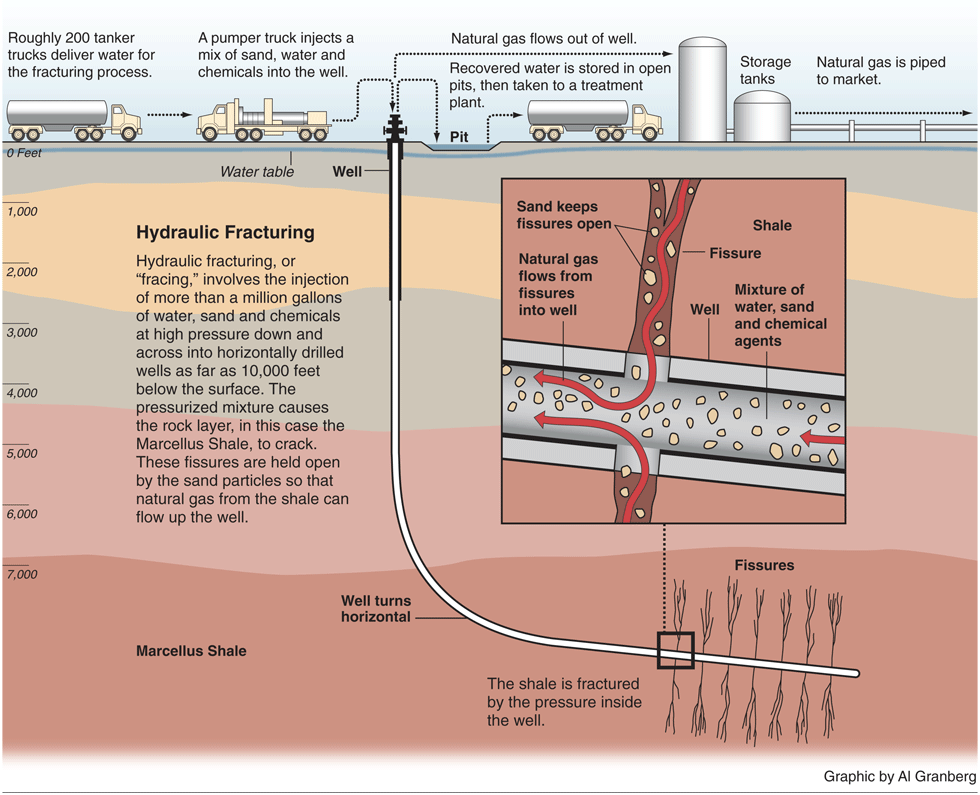 Roughly 200 tanker
trucks deliver water for
the fracturing process.
A pumper truck injects a
mix of sand, water and
chemicals into the well.
Natural gas flows out of well.
Recovered water is stored in open
pits, then taken to a treatment
plant.
Storage
tanks
Natural gas is piped
to market.
Pit
0 Feet
Water table
Well
1,000
2,000
3,000
4,000
5,000
6,000
7,000
Hydraulic Fracturing
Hydraulic fracturing, or
“fracing,” involves the injection
of more than a million gallons
of water, sand and chemicals
at high pressure down and
across into horizontally drilled
wells as far as 10,000 feet
below the surface. The
pressurized mixture causes
the rock layer, in this case the
Marcellus Shale, to crack.
These fissures are held open
by the sand particles so that
natural gas from the shale can
flow up the well.
Sand keeps
fissures open
Shale
Fissure
Natural gas
flows from
fissures
into well
Well
Mixture of
water, sand
and chemical
agents
Fissures
Well turns
horizontal
Marcellus Shale
The shale is fractured
by the pressure inside
the well.
Graphic by Al Granberg